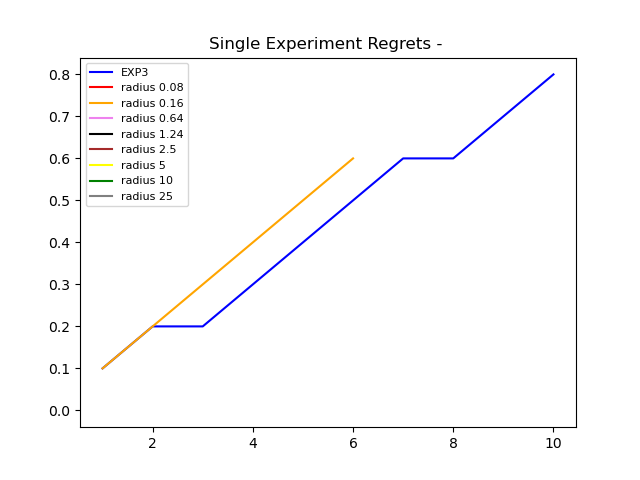 Single Experiment Regrets -
EXP3
radius 0.08
radius 0.16
radius 0.64
radius 1.24
radius 2.5
radius 5
radius 10
radius 25
0.8
0.7
0.6
0.5
0.4
0.3
0.2
0.1
0.0
2 4 6 8 10